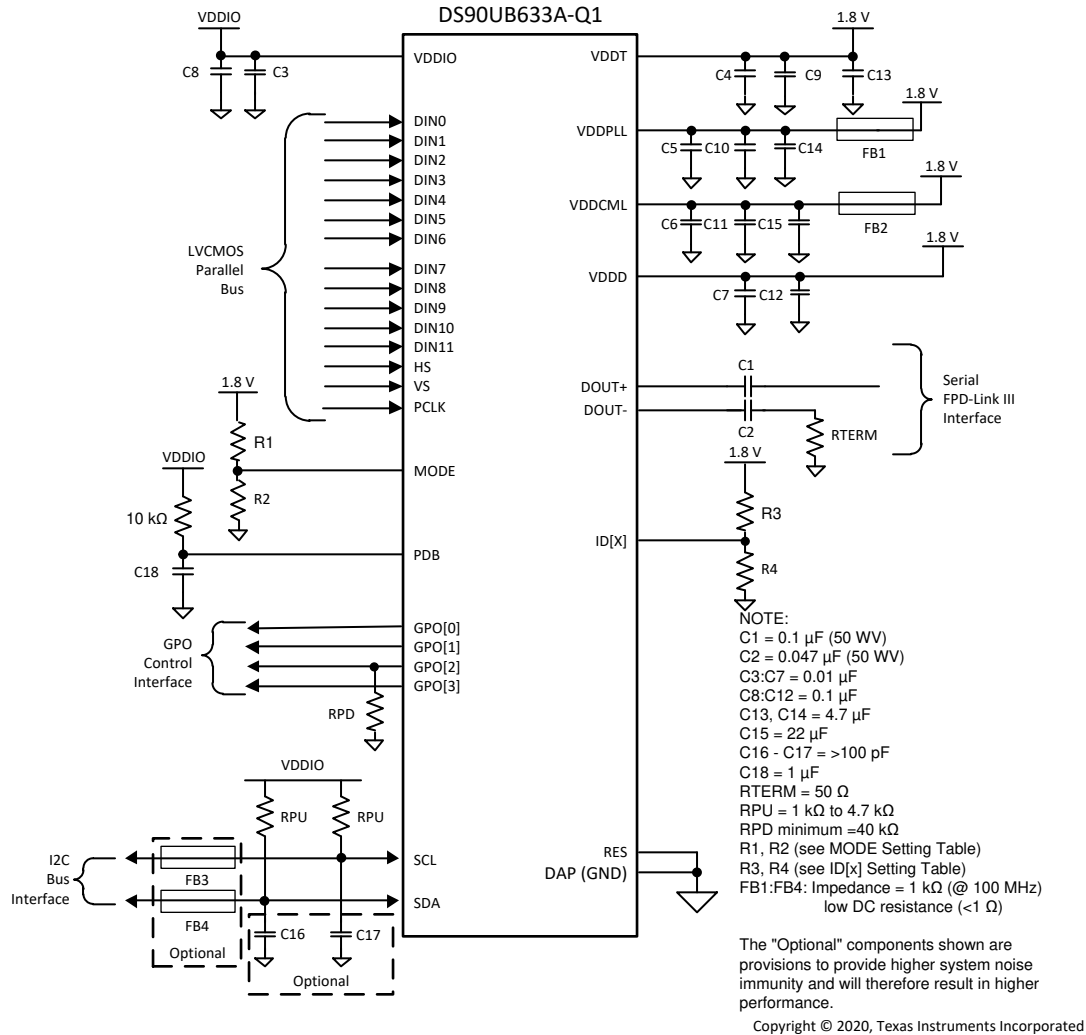 DS90UB633A-Q1
VDDIO
VDDIO
C8
C3
LVCMOS
Parallel
Bus
DIN0
DIN1
DIN2
DIN3
DIN4
DIN5
DIN6
DIN7
DIN8
DIN9
DIN10
DIN11
HS
VS
PCLK
1.8 V
R1
R2
MODE
VDDIO
10 kΩ
C18
PDB
GPO
Control
Interface
GPO[0]
GPO[1]
GPO[2]
GPO[3]
RPD
VDDIO
RPU
RPU
I2C
Bus
Interface
FB3
FB4
Optional
SCL
SDA
C16
C17
Optional
VDDT
1.8 V
C4
C9
C13
VDDPLL
1.8 V
C5
C10
C14
FB1
VDDCML
1.8 V
C6
C11
C15
FB2
VDDD
1.8 V
C7
C12
DOUT+
DOUT-
C1
C2
RTERM
Serial
FPD-Link III
Interface
1.8 V
R3
R4
ID[X]
RES
DAP (GND)
NOTE:
C1 = 0.1 µF (50 WV)
C2 = 0.047 µF (50 WV)
C3:C7 = 0.01 µF
C8:C12 = 0.1 µF
C13, C14 = 4.7 µF
C15 = 22 µF
C16 - C17 = >100 pF
C18 = 1 µF
RTERM = 50 Ω
RPU = 1 kΩ to 4.7 kΩ
RPD minimum =40 kΩ
R1, R2 (see MODE Setting Table)
R3, R4 (see ID[x] Setting Table)
FB1:FB4: Impedance = 1 kΩ (@ 100 MHz)
low DC resistance (<1 Ω)
The "Optional" components shown are
provisions to provide higher system noise
immunity and will therefore result in higher
performance.
Copyright © 2020, Texas Instruments Incorporated